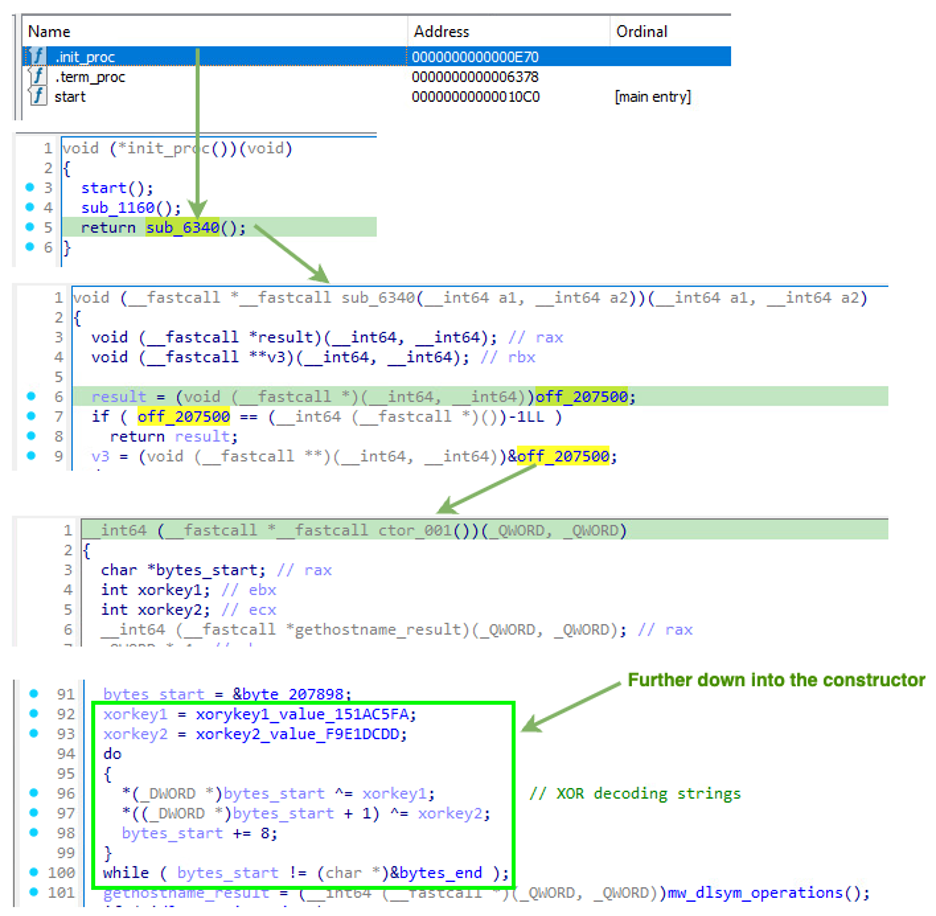 Name Address Ordinal
.init_proc 0000000000000E70
.term_proc 0000000000006378
start 00000000000010C0 [main entry]
1 void (*init_proc())(void)
2 {
3 start();
4 sub_1160();
5 return sub_6340();
6 }
1 void (__fastcall *__fastcall sub_6340(__int64 a1, __int64 a2))(__int64 a1, __int64 a2)
2 {
3 void (__fastcall *result)(__int64, __int64); // rax
4 void (__fastcall **v3)(__int64, __int64); // rbx
5
6 result = (void (__fastcall *)(__int64, __int64))off_207500;
7 if ( off_207500 == (__int64 (__fastcall *)())-1LL )
8 return result;
9 v3 = (void (__fastcall **)(__int64, __int64))&off_207500;
1 __int64 (__fastcall *__fastcall ctor_001())(_QWORD, _QWORD)
2 {
3 char *bytes_start; // rax
4 int xorkey1; // ebx
5 int xorkey2; // ecx
6 __int64 (__fastcall *gethostname_result)(_QWORD, _QWORD); // rax
Further down into the constructor
91 bytes_start = &byte_207898;
92 xorkey1 = xorykey1_value_151AC5FA;
93 xorkey2 = xorkey2_value_F9E1DCDD;
94 do
95 {
96 *(_DWORD *)bytes_start ^= xorkey1; // XOR decoding strings
97 *((_DWORD *)bytes_start + 1) ^= xorkey2;
98 bytes_start += 8;
99 }
100 while ( bytes_start != (char *)&bytes_end );
101 gethostname_result = (__int64 (__fastcall *)(_QWORD, _QWORD))mw_dlsym_operations();